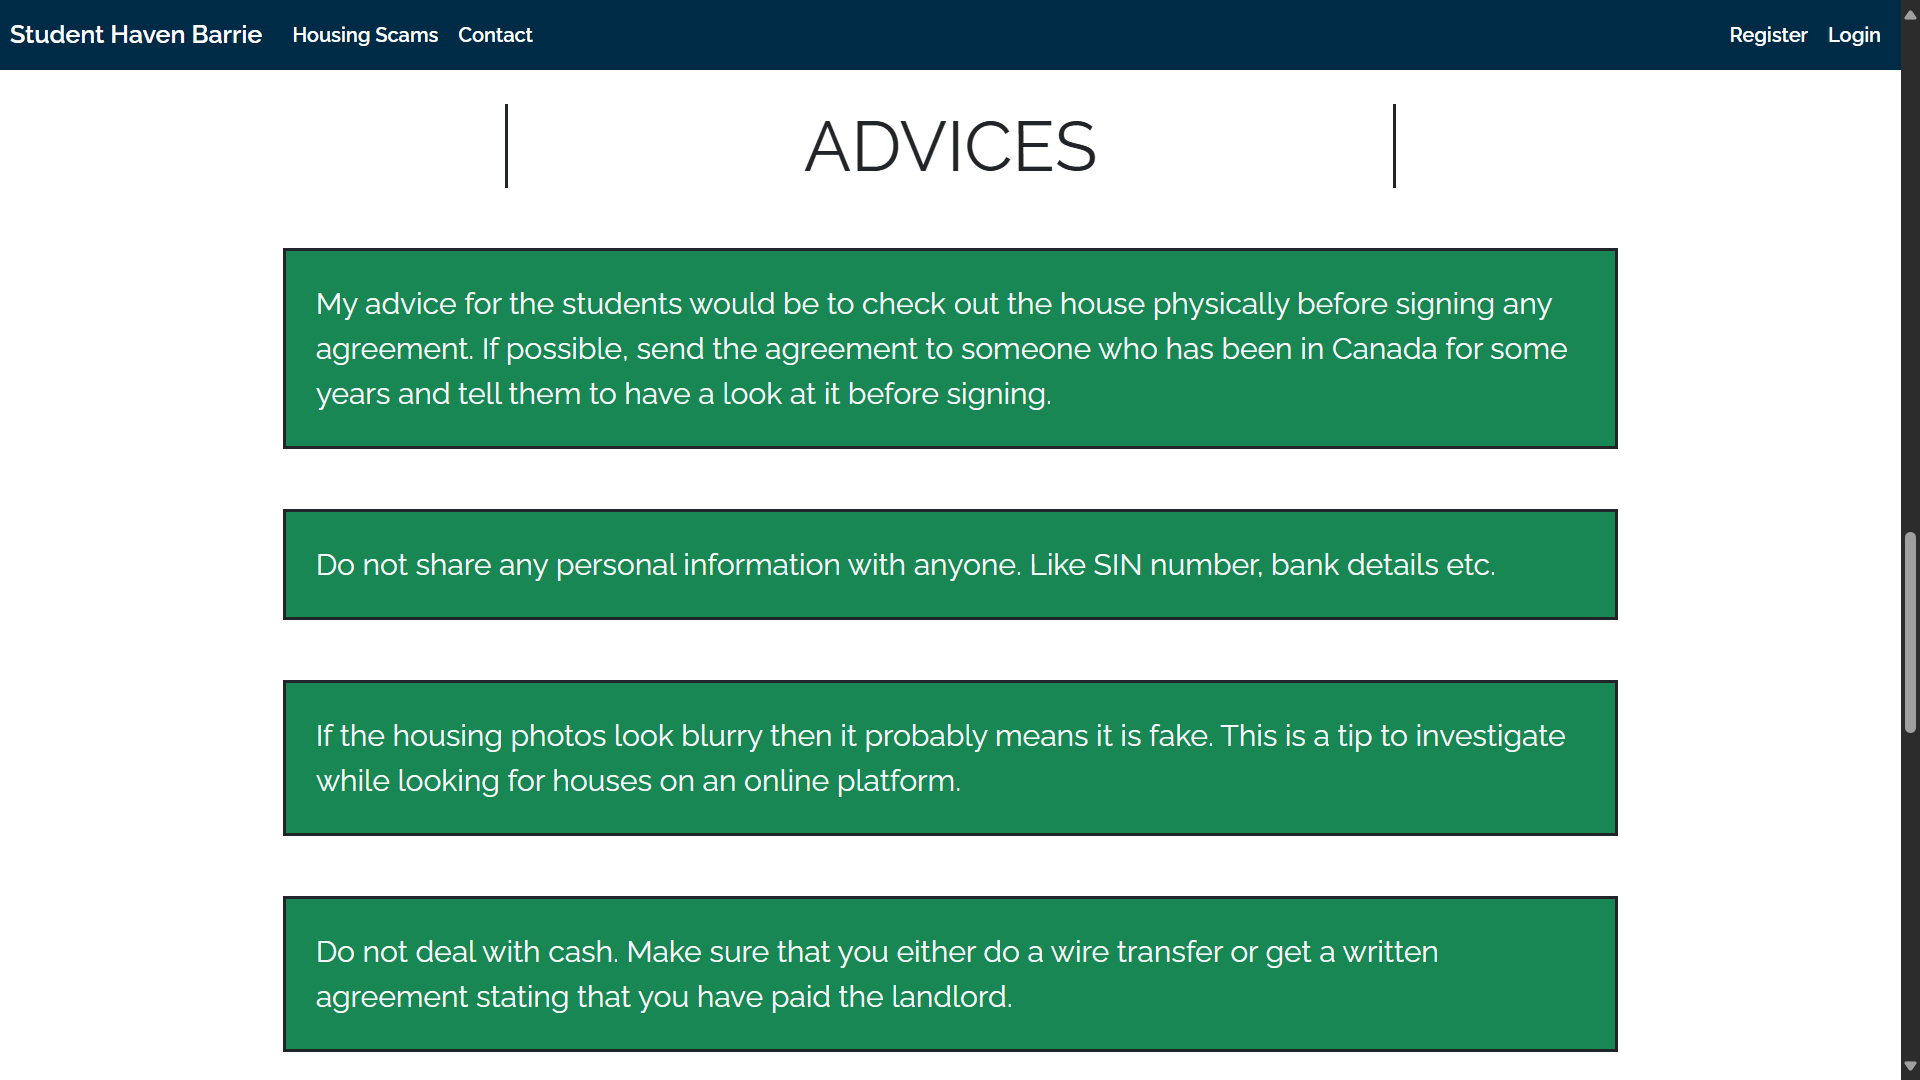 Student Haven Barrie Housing Scams Contact Register Login
ADVICES
My advice for the students would be to check out the house physically before signing any
agreement. If possible, send the agreement to someone who has been in Canada for some
years and tell them to have a look at it before signing.
Do not share any personal information with anyone. Like SIN number, bank details etc.
If the housing photos look blurry then it probably means it is fake. This is a tip to investigate
while looking for houses on an online platform.
Do not deal with cash. Make sure that you either do a wire transfer or get a written
agreement stating that you have paid the landlord.